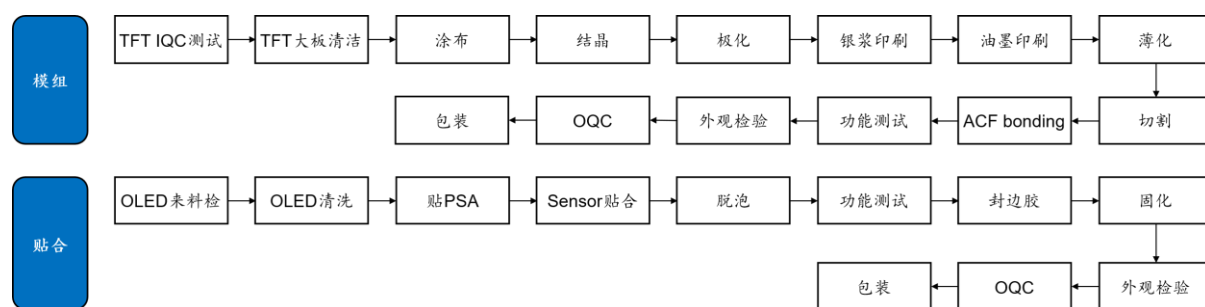 模组
TFT IQC测试
TFT大板清洁
涂布
结晶
极化
银浆印刷
油墨印刷
薄化
切割
ACF bonding
功能测试
外观检验
OQC
包装
贴合
OLED来料检
OLED清洗
贴PSA
Sensor贴合
脱泡
功能测试
封边胶
固化
外观检验
OQC
包装